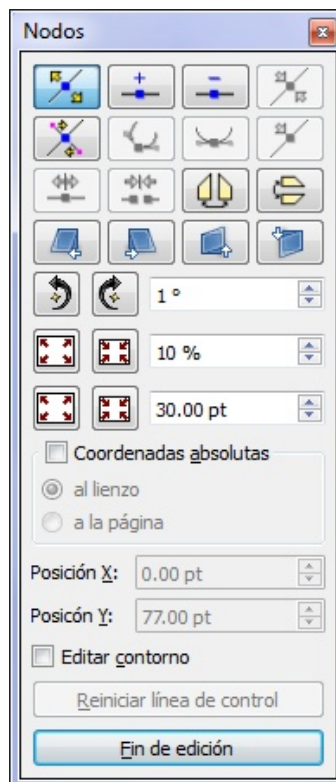 Nodos
1 °
10 %
30.00 pt
Coordenadas absolutas
al lienzo
a la página
Posición X: 0.00 pt
Posicón Y: 77.00 pt
Editar contorno
Reiniciar línea de control
Fin de edición